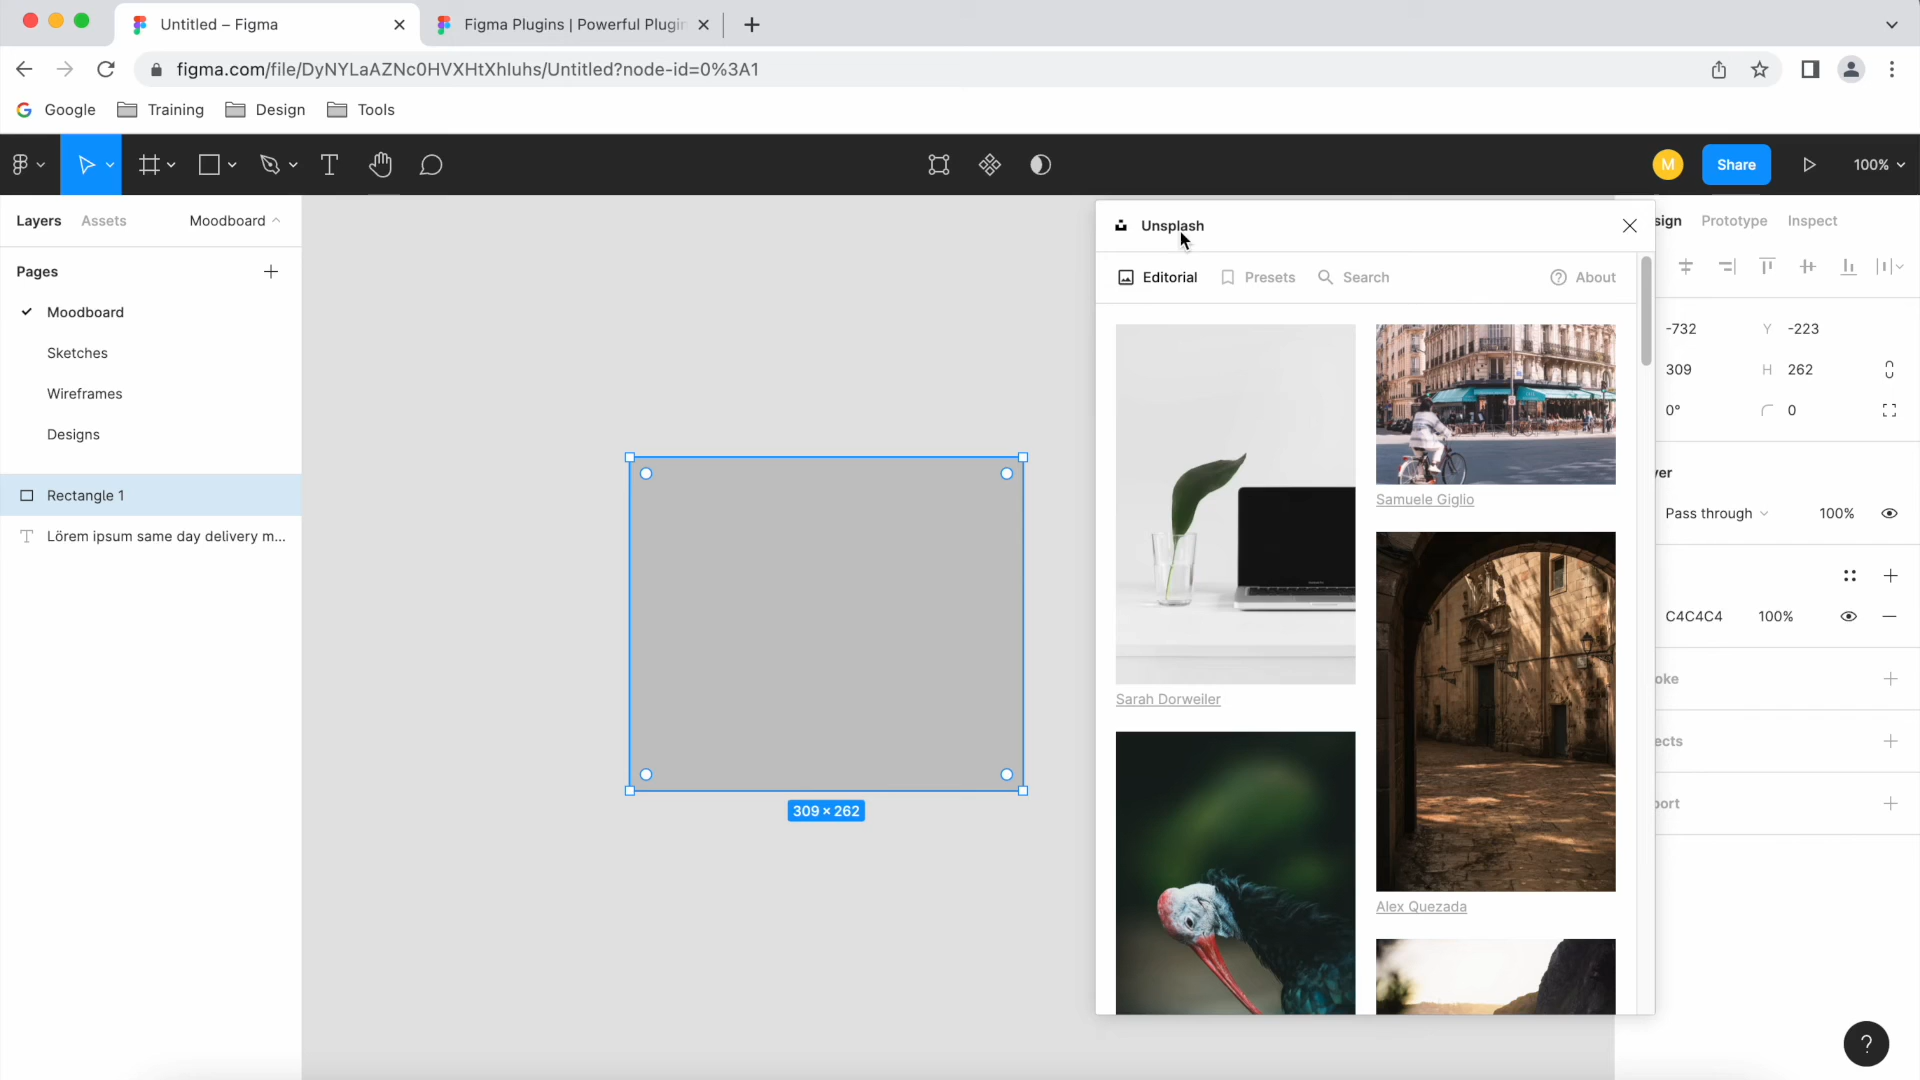 Untitled – Figma
Figma Plugins | Powerful Plugin
figma.com/file/DyNYLaAZNc0HVXHtXhluhs/Untitled?node-id=0%3A1
Google
Training
Design
Tools
M
Share
100%
Layers
Assets
Moodboard
Pages
Moodboard
Sketches
Wireframes
Designs
Rectangle 1
Lörem ipsum same day delivery m...
309 × 262
Unsplash
Editorial
Presets
Search
About
Sarah Dorweiler
Samuele Giglio
Alex Quezada
sign
Prototype
Inspect
-732
Y -223
309
H 262
0°
0
yer
Pass through
100%
C4C4C4
100%
oke
ects
port
?